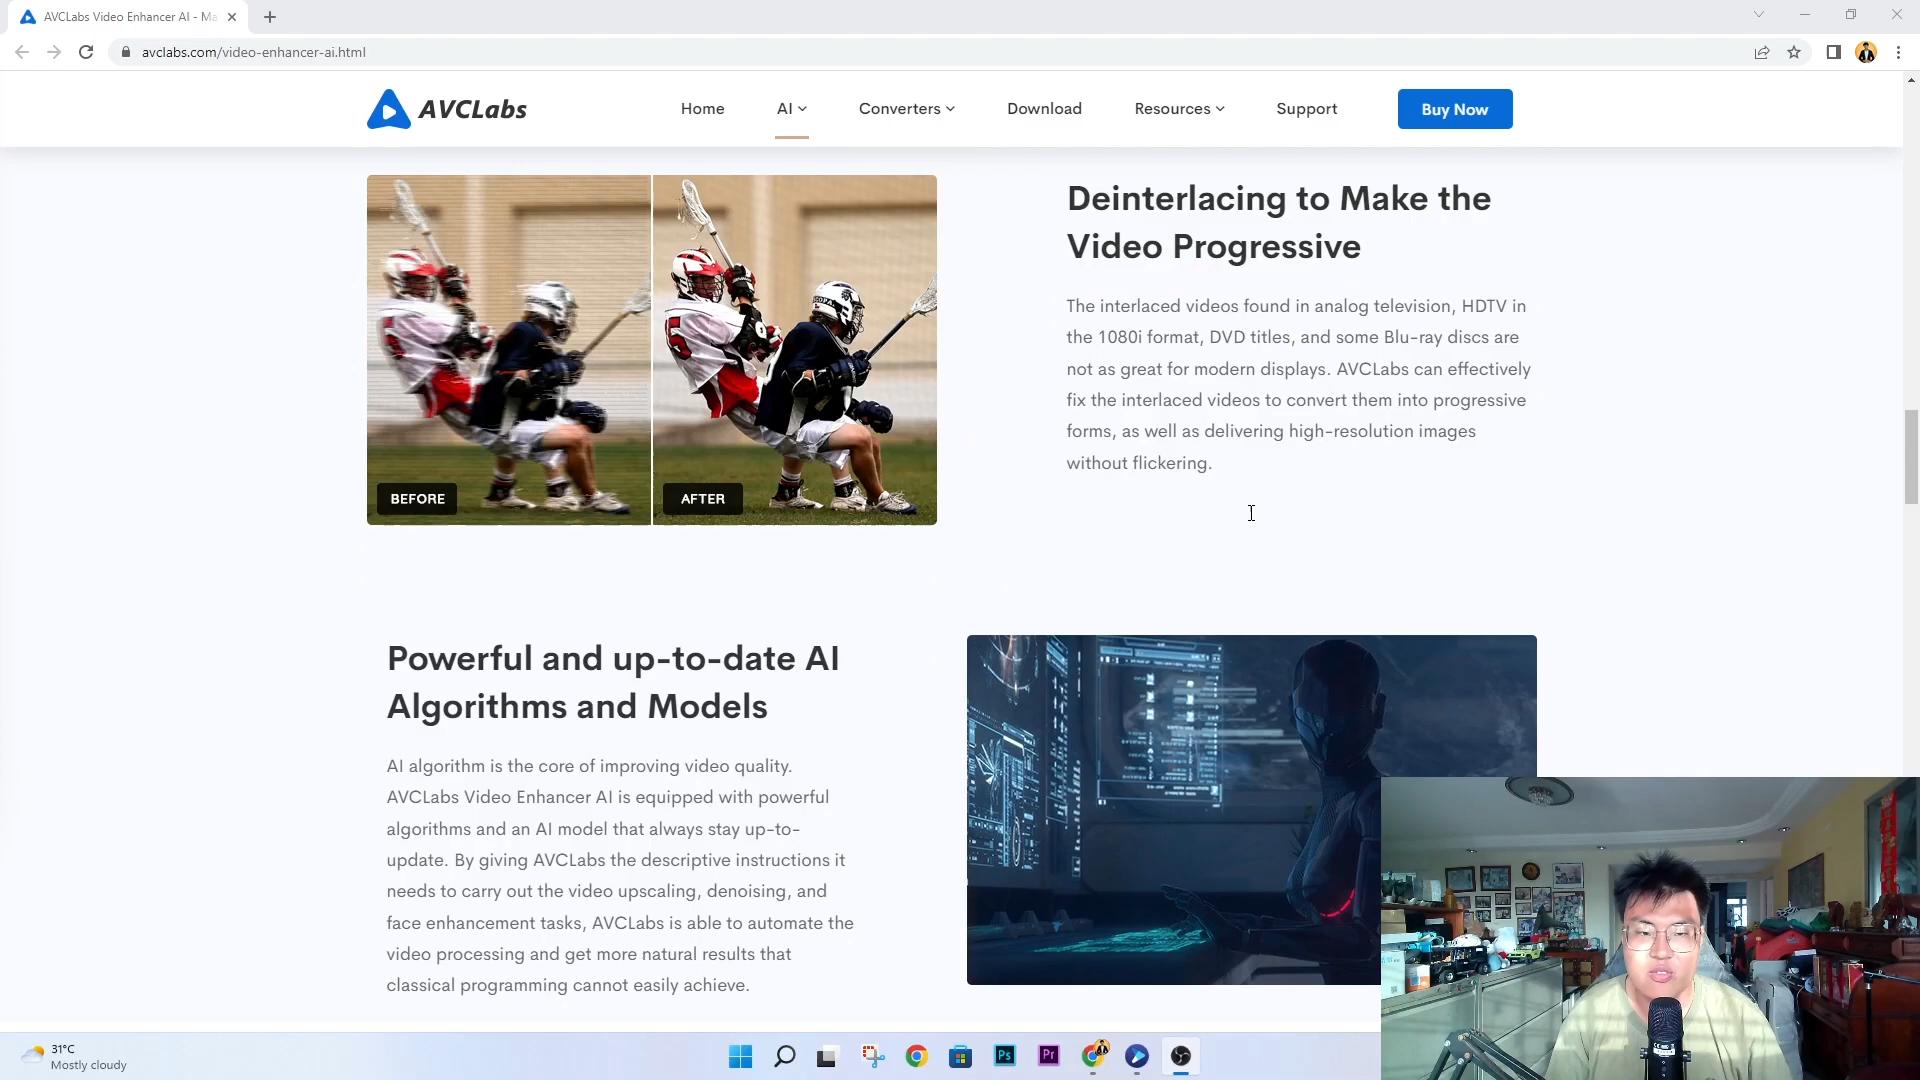 AVCLabs Video Enhancer AI - Ma
avclabs.com/video-enhancer-ai.html
AVCLabs
Home
AI
Converters
Download
Resources
Support
Buy Now
BEFORE
AFTER
Deinterlacing to Make the
Video Progressive
The interlaced videos found in analog television, HDTV in
the 1080i format, DVD titles, and some Blu-ray discs are
not as great for modern displays. AVCLabs can effectively
fix the interlaced videos to convert them into progressive
forms, as well as delivering high-resolution images
without flickering.
Powerful and up-to-date AI
Algorithms and Models
AI algorithm is the core of improving video quality.
AVCLabs Video Enhancer AI is equipped with powerful
algorithms and an AI model that always stay up-to-
update. By giving AVCLabs the descriptive instructions it
needs to carry out the video upscaling, denoising, and
face enhancement tasks, AVCLabs is able to automate the
video processing and get more natural results that
classical programming cannot easily achieve.
31°C
Mostly cloudy
Ps
Pr